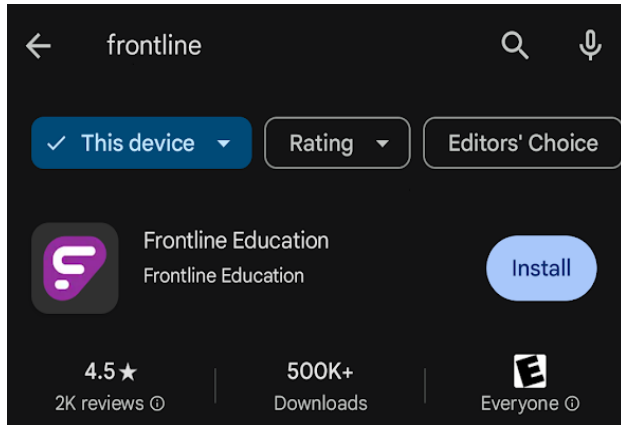 frontline
This device Rating Editors' Choice
Frontline Education
Frontline Education
Install
4.5★ 500K+ E
2K reviews Downloads Everyone